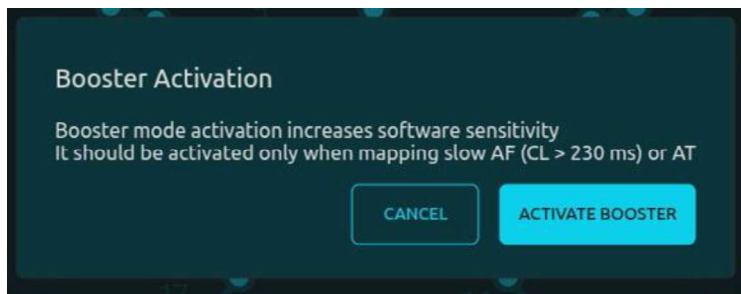 Booster Activation
Booster mode activation increases software sensitivity
It should be activated only when mapping slow AF (CL > 230 ms) or AT
CANCEL
ACTIVATE BOOSTER
17